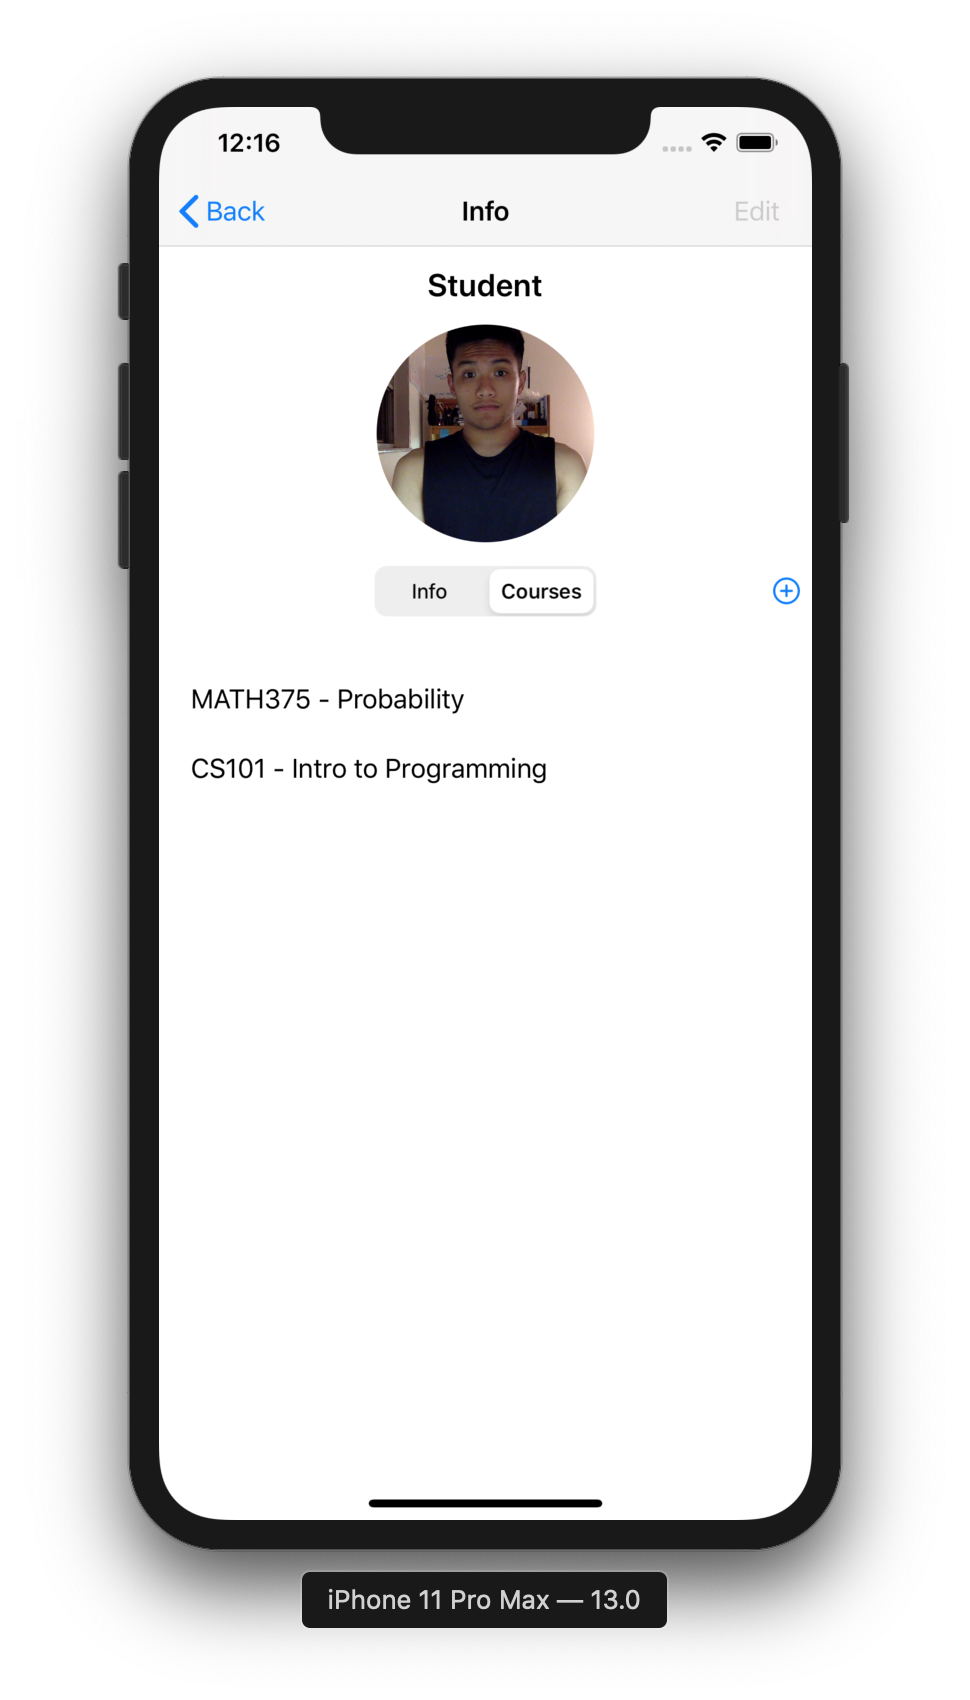 12:16
Back Info Edit
Student
Info Courses
MATH375 - Probability
CS101 - Intro to Programming
iPhone 11 Pro Max — 13.0